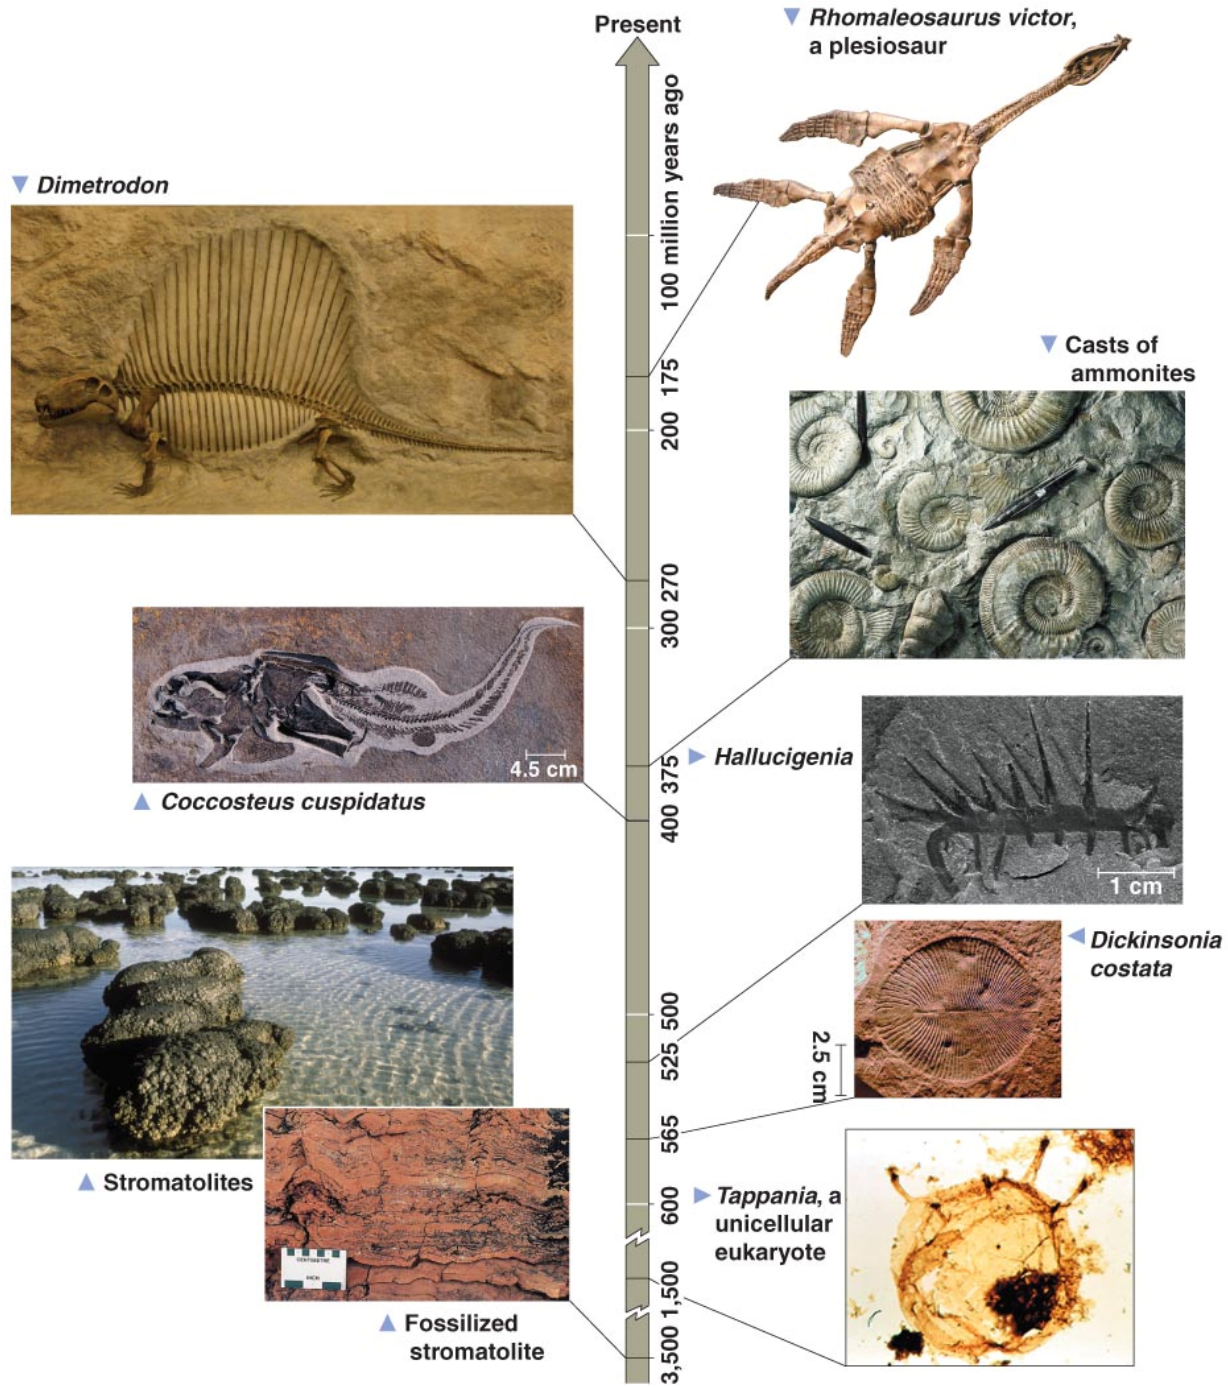 Present
Rhomaleosaurus victor,
a plesiosaur
Dimetrodon
100 million years ago
Casts of
ammonites
175
200
270
300
Hallucigenia
375
4.5 cm
Coccosteus cuspidatus
400
1 cm
Dickinsonia
costata
500
2.5 cm
525
565
Stromatolites
Tappania, a
unicellular
eukaryote
600
CENTIMETRE
INCH
1,500
Fossilized
stromatolite
3,500